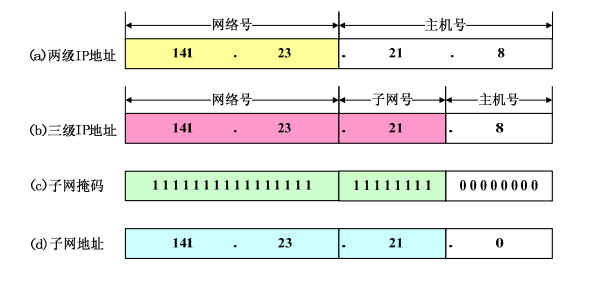 网络号 主机号
(a)两级IP地址 141 . 23 . 21 . 8
网络号 子网号 主机号
(b)三级IP地址 141 . 23 . 21 . 8
(c)子网掩码 1111111111111111 11111111 00000000
(d)子网地址 141 . 23 . 21 . 0